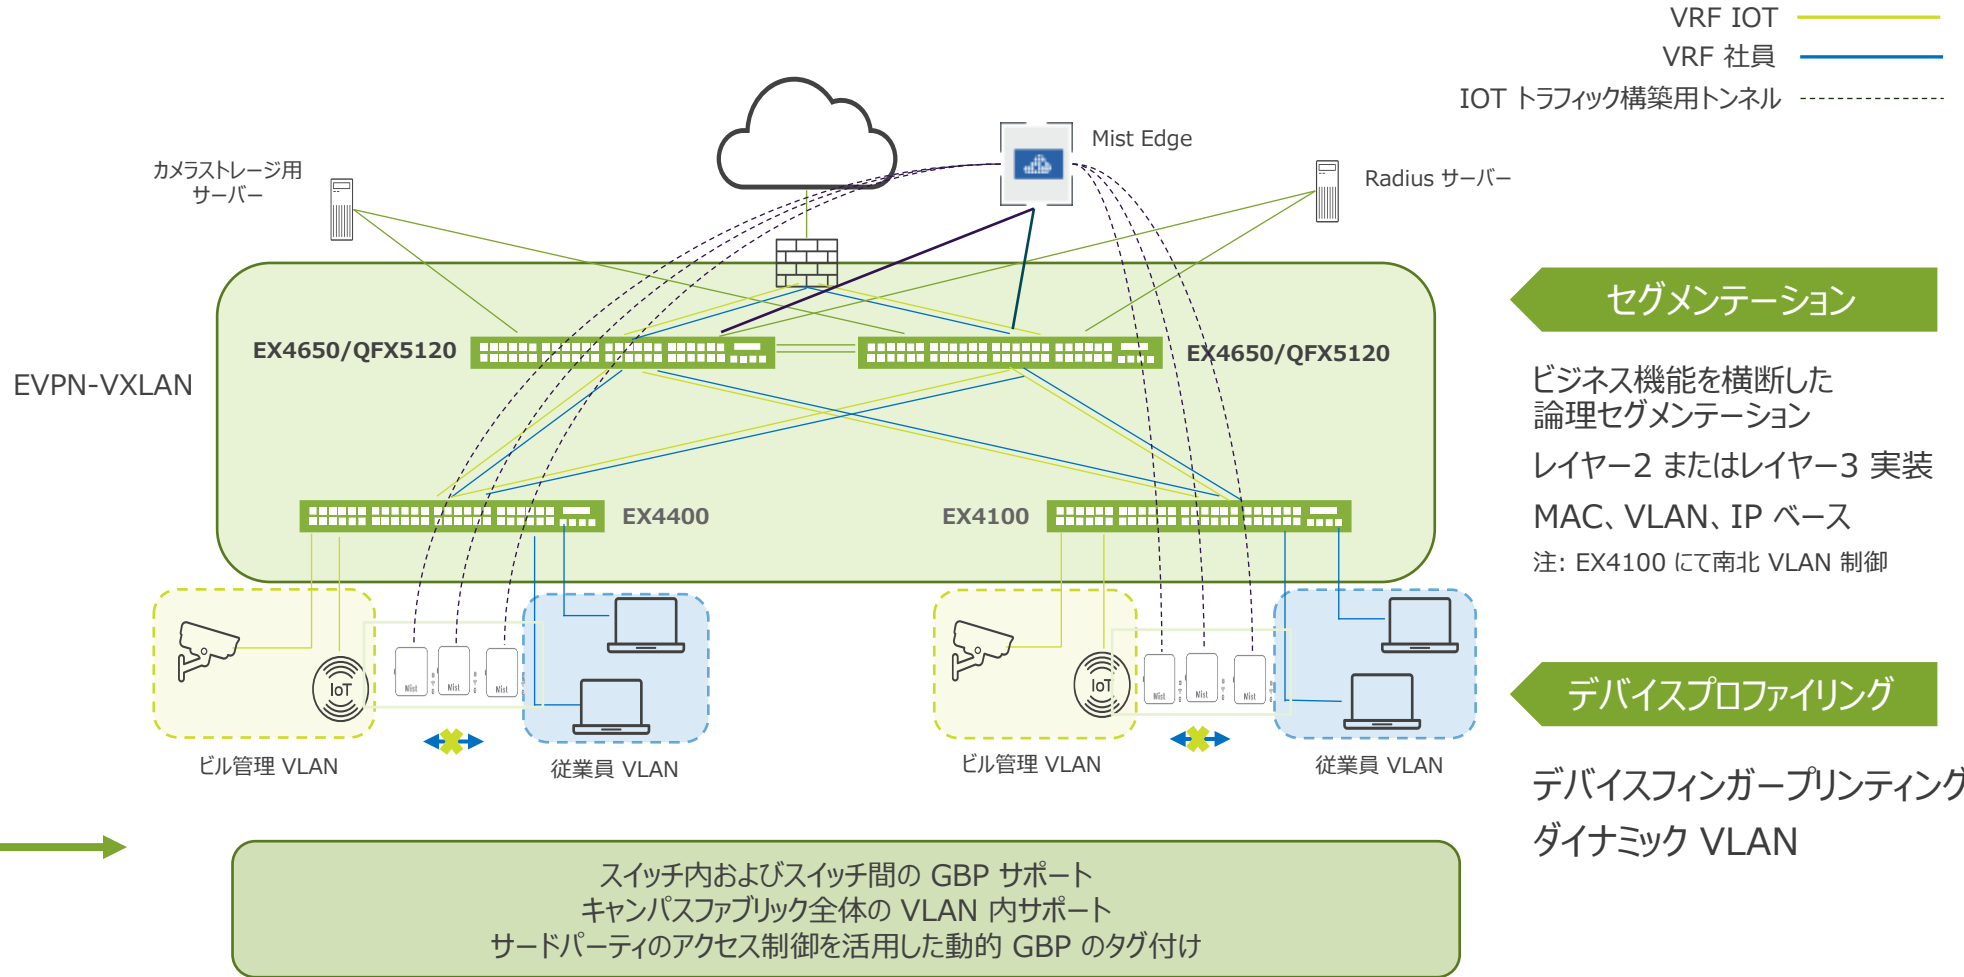 VRF IOT
VRF 社員
IOT トラフィック構築用トンネル
カメラストレージ用
サーバー
Mist Edge
Radius サーバー
EVPN-VXLAN
EX4650/QFX5120
EX4650/QFX5120
EX4400
EX4100
IoT
Mist
Mist
Mist
IoT
Mist
Mist
Mist
ビル管理 VLAN
従業員 VLAN
ビル管理 VLAN
従業員 VLAN
セグメンテーション
ビジネス機能を横断した
論理セグメンテーション
レイヤー2 またはレイヤー3 実装
MAC、VLAN、IP ベース
注: EX4100 にて南北 VLAN 制御
デバイスプロファイリング
デバイスフィンガープリンティング
ダイナミック VLAN
スイッチ内およびスイッチ間の GBP サポート
キャンパスファブリック全体の VLAN 内サポート
サードパーティのアクセス制御を活用した動的 GBP のタグ付け